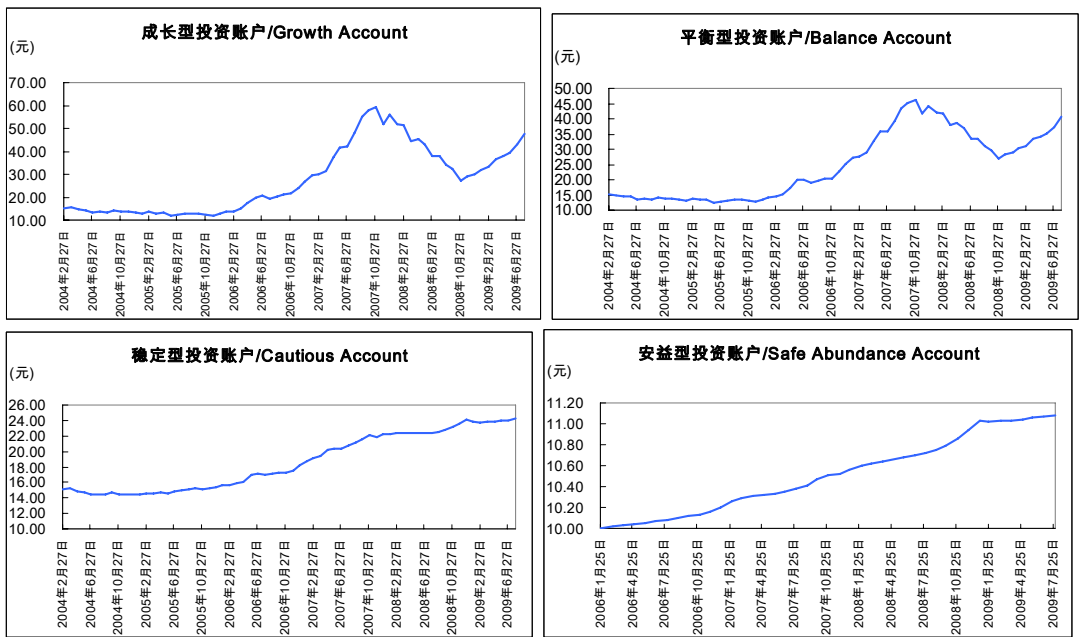 成长型投资账户/Growth Account
(元)
70.00
60.00
50.00
40.00
30.00
20.00
10.00
2004年2月27日
2004年6月27日
2004年10月27日
2005年2月27日
2005年6月27日
2005年10月27日
2006年2月27日
2006年6月27日
2006年10月27日
2007年2月27日
2007年6月27日
2007年10月27日
2008年2月27日
2008年6月27日
2008年10月27日
2009年2月27日
2009年6月27日
平衡型投资账户/Balance Account
(元)
50.00
45.00
40.00
35.00
30.00
25.00
20.00
15.00
10.00
2004年2月27日
2004年6月27日
2004年10月27日
2005年2月27日
2005年6月27日
2005年10月27日
2006年2月27日
2006年6月27日
2006年10月27日
2007年2月27日
2007年6月27日
2007年10月27日
2008年2月27日
2008年6月27日
2008年10月27日
2009年2月27日
2009年6月27日
稳定型投资账户/Cautious Account
(元)
26.00
24.00
22.00
20.00
18.00
16.00
14.00
12.00
10.00
2004年2月27日
2004年6月27日
2004年10月27日
2005年2月27日
2005年6月27日
2005年10月27日
2006年2月27日
2006年6月27日
2006年10月27日
2007年2月27日
2007年6月27日
2007年10月27日
2008年2月27日
2008年6月27日
2008年10月27日
2009年2月27日
2009年6月27日
安益型投资账户/Safe Abundance Account
(元)
11.20
11.00
10.80
10.60
10.40
10.20
10.00
2006年1月25日
2006年4月25日
2006年7月25日
2006年10月25日
2007年1月25日
2007年4月25日
2007年7月25日
2007年10月25日
2008年1月25日
2008年4月25日
2008年7月25日
2008年10月25日
2009年1月25日
2009年4月25日
2009年7月25日